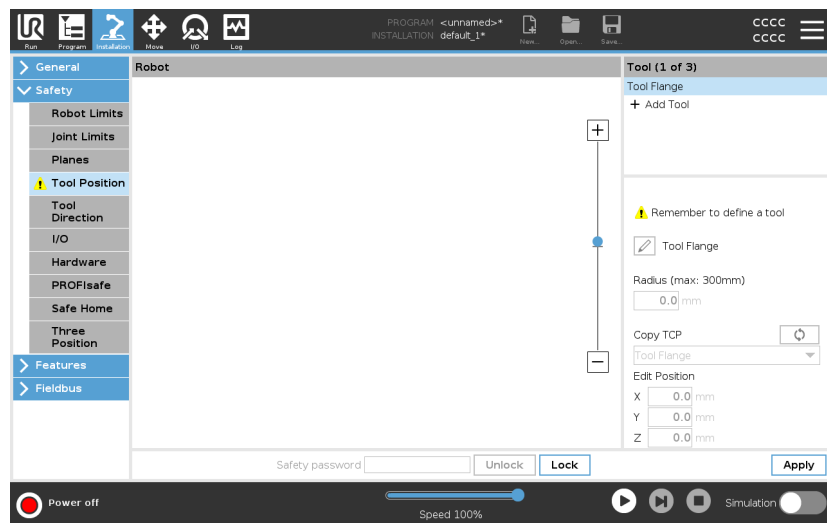 PROGRAM <unnamed>*
INSTALLATION default_1*
Run Program Installation Move I/O Log New... Open... Save...
CCCC
CCCC
General
Safety
Robot Limits
Joint Limits
Planes
Tool Position
Tool
Direction
I/O
Hardware
PROFIsafe
Safe Home
Three
Position
Features
Fieldbus
Robot
Tool (1 of 3)
Tool Flange
+ Add Tool
Remember to define a tool
Tool Flange
Radius (max: 300mm)
0.0 mm
Copy TCP
Tool Flange
Edit Position
X 0.0 mm
Y 0.0 mm
Z 0.0 mm
Safety password Unlock Lock Apply
Power off
Speed 100%
Simulation